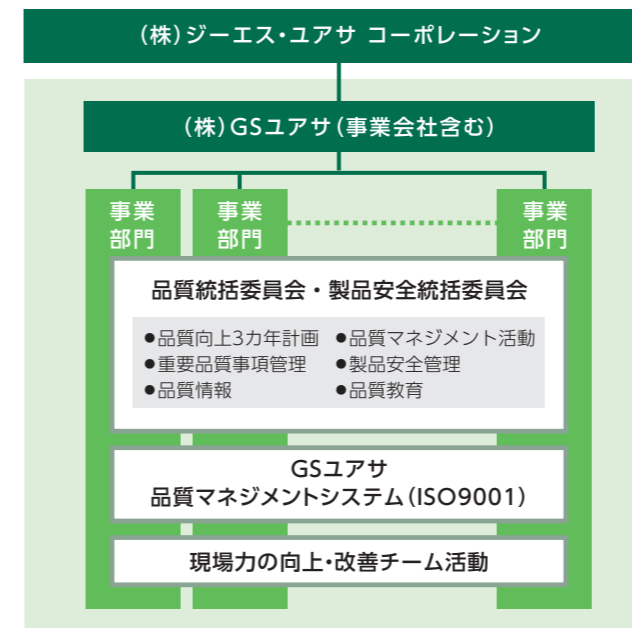 (株)ジーエス・ユアサ コーポレーション
(株)GSユアサ(事業会社含む)
事業
部門
事業
部門
事業
部門
品質統括委員会・製品安全統括委員会
●品質向上3カ年計画 ●品質マネジメント活動
●重要品質事項管理 ●製品安全管理
●品質情報 ●品質教育
GSユアサ
品質マネジメントシステム(ISO9001)
現場力の向上・改善チーム活動